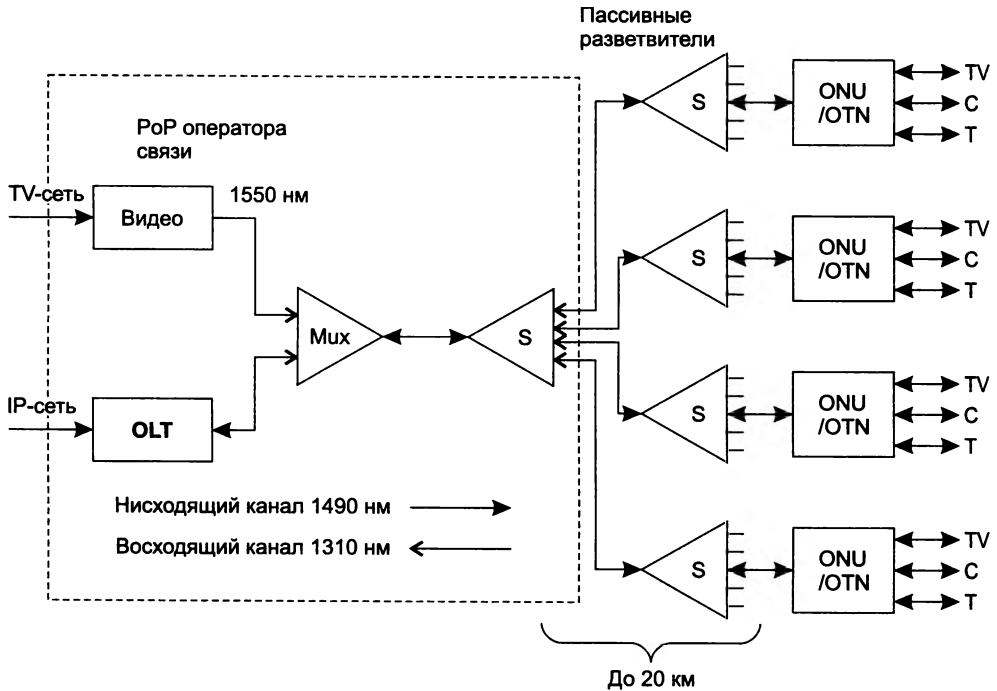 Пассивные
разветвители
PoP оператора
связи
TV-сеть
Видео
1550 нм
Mux
S
IP-сеть
OLT
Нисходящий канал 1490 нм
Восходящий канал 1310 нм
S
ONU
/OTN
TV
C
T
S
ONU
/OTN
TV
C
T
S
ONU
/OTN
TV
C
T
S
ONU
/OTN
TV
C
T
До 20 км